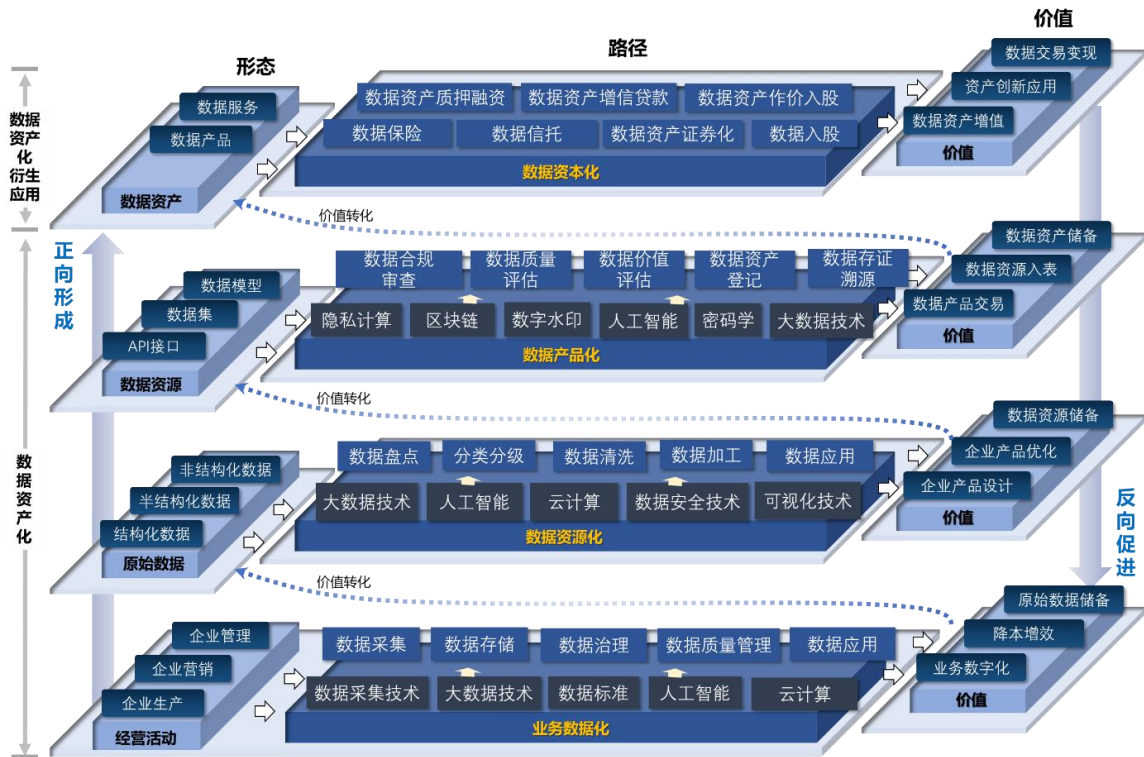 形态
路径
价值
数据
资产
化
衍生
应用
数据服务
数据产品
数据资产
数据资产质押融资
数据资产增信贷款
数据资产作价入股
数据保险
数据信托
数据资产证券化
数据入股
数据资本化
数据交易变现
资产创新应用
数据资产增值
价值
价值转化
正向形成
数据模型
数据集
API接口
数据资源
数据合规
审查
数据质量
评估
数据价值
评估
数据资产
登记
数据存证
溯源
隐私计算
区块链
数字水印
人工智能
密码学
大数据技术
数据产品化
数据资产储备
数据资源入表
数据产品交易
价值
价值转化
数据资产化
非结构化数据
半结构化数据
结构化数据
原始数据
数据盘点
分类分级
数据清洗
数据加工
数据应用
大数据技术
人工智能
云计算
数据安全技术
可视化技术
数据资源化
数据资源储备
企业产品优化
企业产品设计
价值
反向促进
价值转化
企业管理
企业营销
企业生产
经营活动
数据采集
数据存储
数据治理
数据质量管理
数据应用
数据采集技术
大数据技术
数据标准
人工智能
云计算
业务数据化
原始数据储备
降本增效
业务数字化
价值